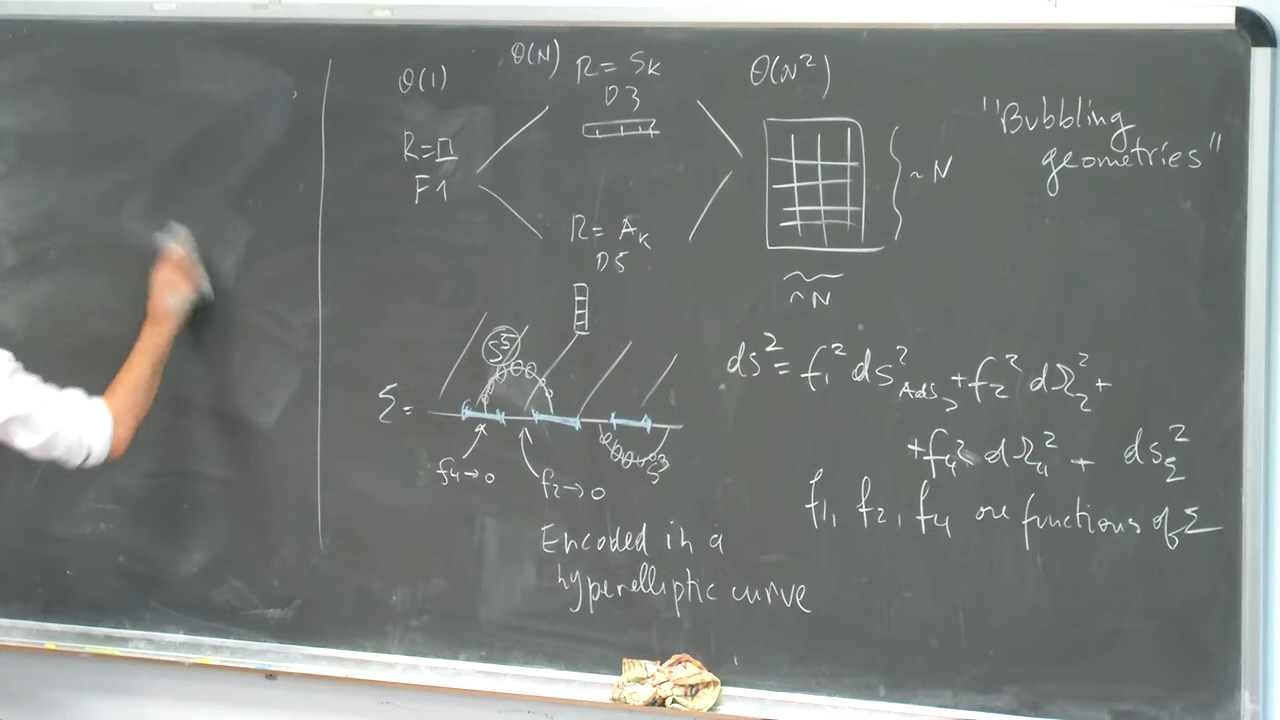 O(1)
O(N)
R = S_K
D3
O(N²)
"Bubbling
geometries"
R = □
F1
~N
R = A_K
D5
~N
S⁵
Σ =
ds² = f₁² ds²_AdS₂ + f₂² dΩ₂² +
+ f₄² dΩ₄² + ds²_Σ
f₄→0
f₂→0
S³
f₁, f₂, f₄ are functions of Σ
Encoded in a
hyperelliptic curve